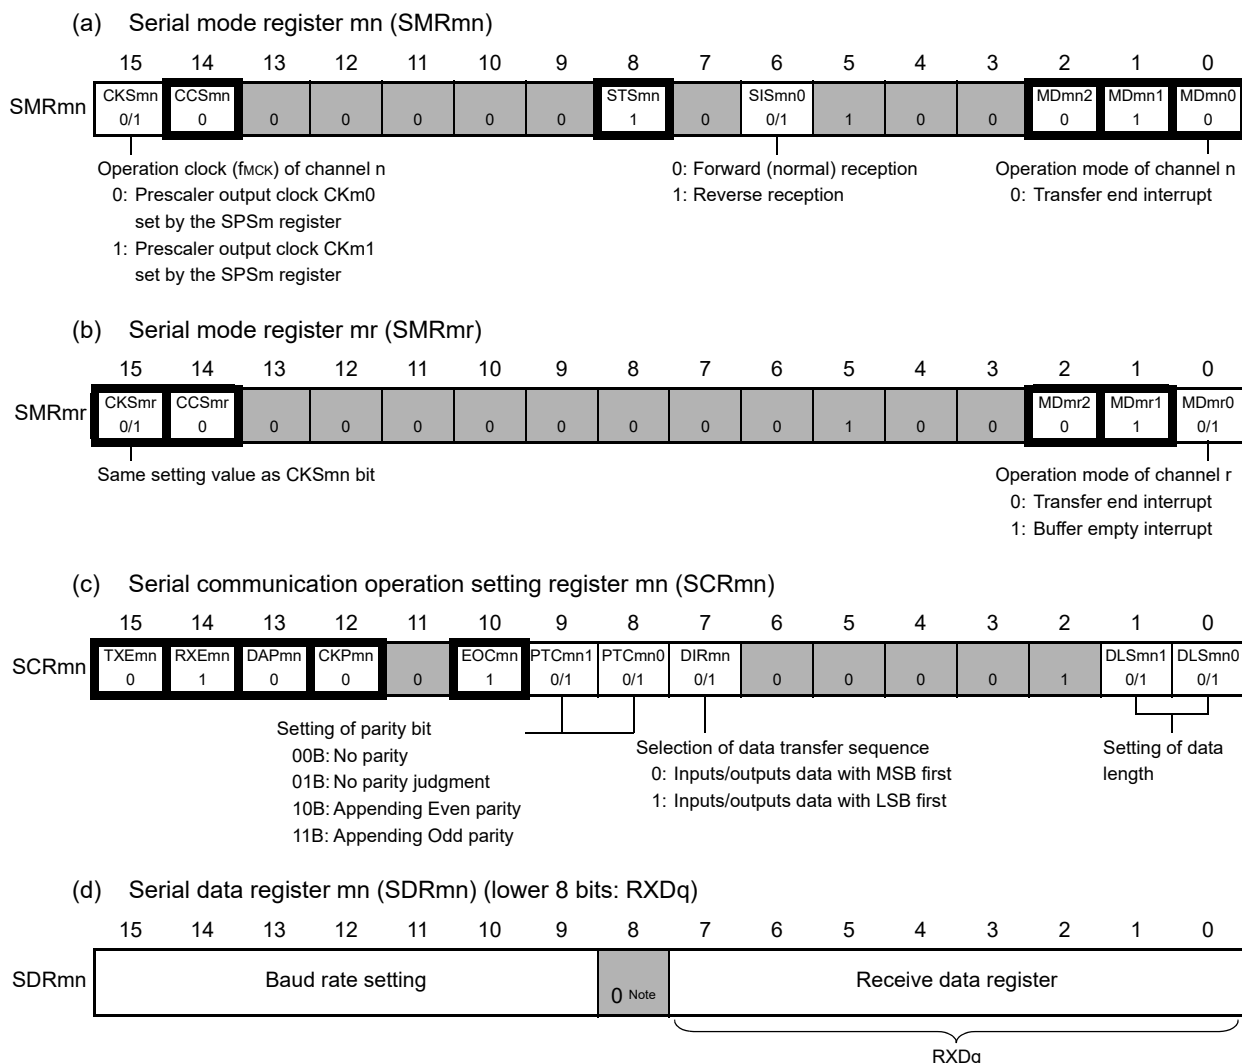 (a) Serial mode register mn (SMRmn)
15 14 13 12 11 10 9 8 7 6 5 4 3 2 1 0
CKSmn CCSmn STSmn SISmn0 MDmn2 MDmn1 MDmn0
SMRmn
0/1 0 0 0 0 0 0 1 0 0/1 1 0 0 0 1 0
Operation clock (fMCK) of channel n
0: Prescaler output clock CKm0
set by the SPSm register
1: Prescaler output clock CKm1
set by the SPSm register
0: Forward (normal) reception
1: Reverse reception
Operation mode of channel n
0: Transfer end interrupt
(b) Serial mode register mr (SMRmr)
15 14 13 12 11 10 9 8 7 6 5 4 3 2 1 0
CKSmr CCSmr MDmr2 MDmr1 MDmr0
SMRmr
0/1 0 0 0 0 0 0 0 0 0 1 0 0 0 1 0/1
Same setting value as CKSmn bit
Operation mode of channel r
0: Transfer end interrupt
1: Buffer empty interrupt
(c) Serial communication operation setting register mn (SCRmn)
15 14 13 12 11 10 9 8 7 6 5 4 3 2 1 0
TXEmn RXEmn DAPmn CKPmn EOCmn PTCmn1 PTCmn0 DIRmn DLSmn1 DLSmn0
SCRmn
0 1 0 0 0 1 0/1 0/1 0/1 0 0 0 0 1 0/1 0/1
Setting of parity bit
00B: No parity
01B: No parity judgment
10B: Appending Even parity
11B: Appending Odd parity
Selection of data transfer sequence
0: Inputs/outputs data with MSB first
1: Inputs/outputs data with LSB first
Setting of data
length
(d) Serial data register mn (SDRmn) (lower 8 bits: RXDq)
15 14 13 12 11 10 9 8 7 6 5 4 3 2 1 0
SDRmn Baud rate setting 0 Note Receive data register
RXDq